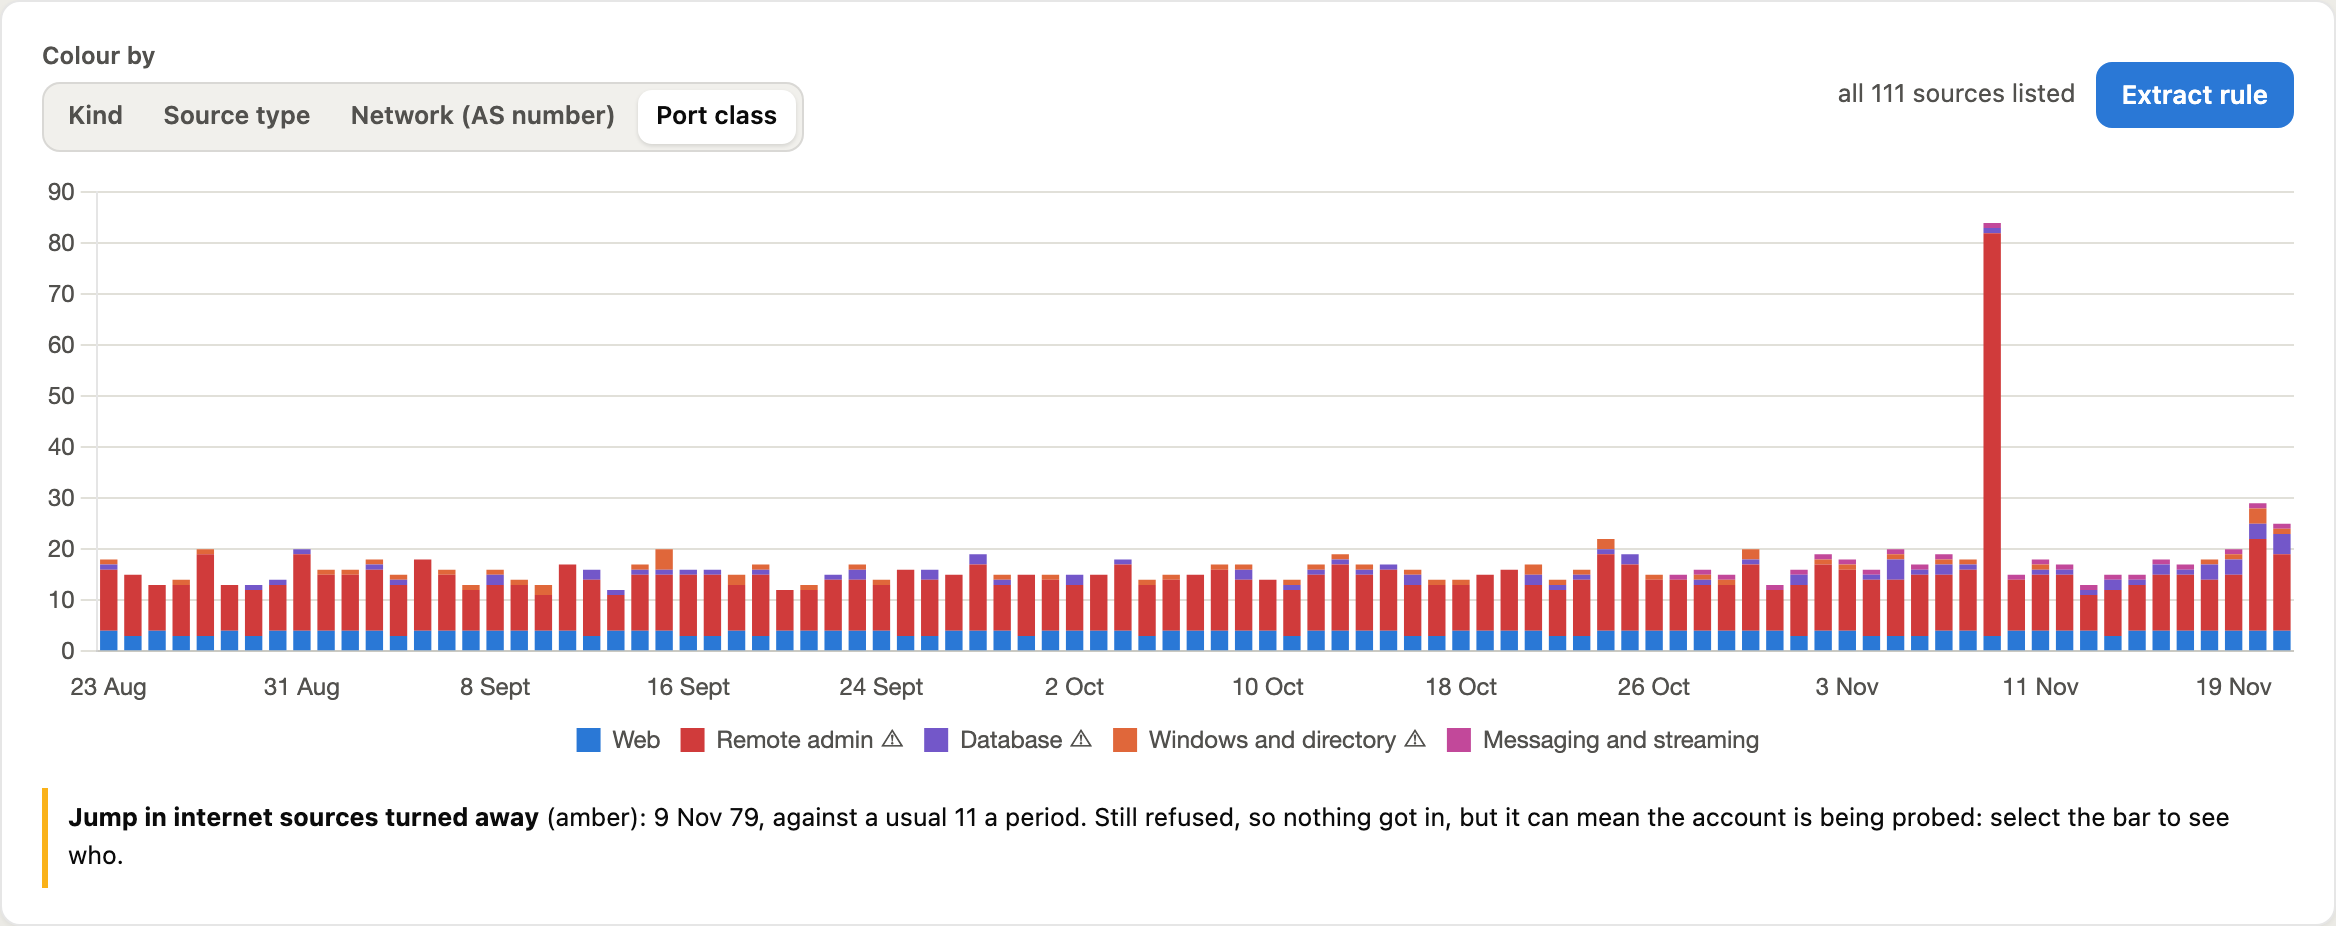 Colour by
Kind Source type Network (AS number) Port class
all 111 sources listed
Extract rule
90
80
70
60
50
40
30
20
10
0
23 Aug 31 Aug 8 Sept 16 Sept 24 Sept 2 Oct 10 Oct 18 Oct 26 Oct 3 Nov 11 Nov 19 Nov
Web Remote admin ⚠ Database ⚠ Windows and directory ⚠ Messaging and streaming
Jump in internet sources turned away (amber): 9 Nov 79, against a usual 11 a period. Still refused, so nothing got in, but it can mean the account is being probed: select the bar to see
who.